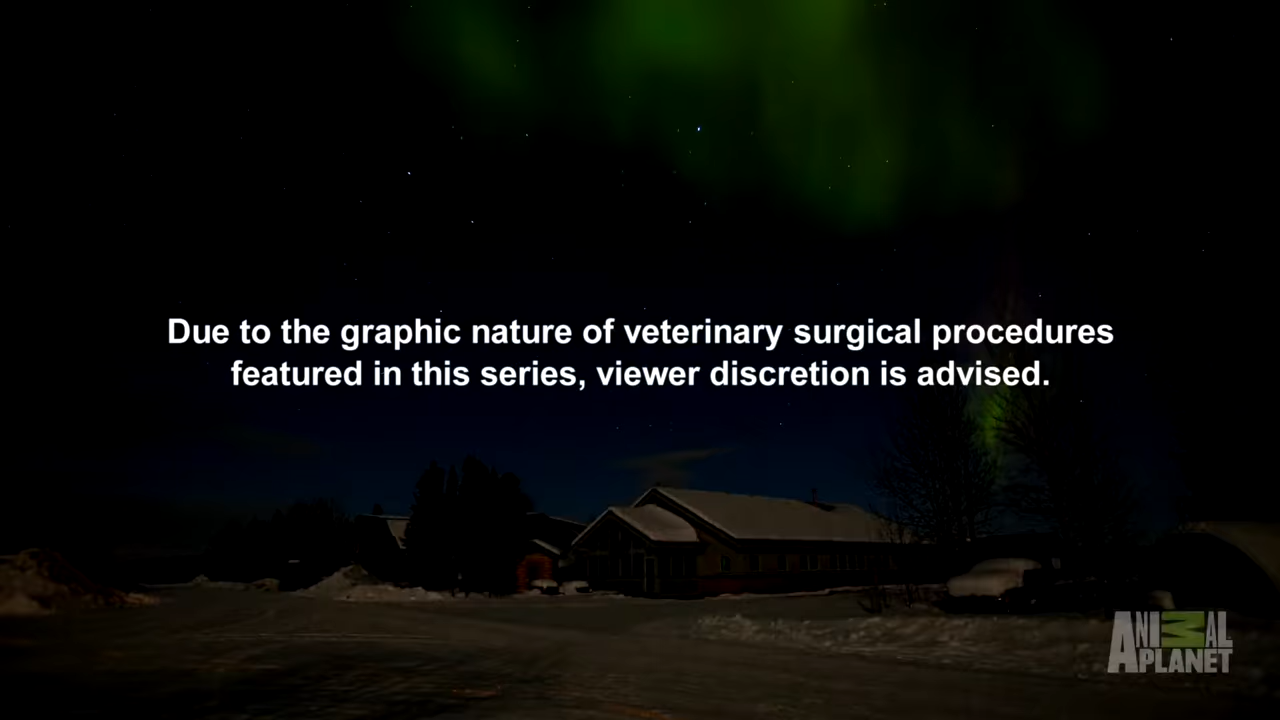 Due to the graphic nature of veterinary surgical procedures
featured in this series, viewer discretion is advised.
ANIMAL
PLANET